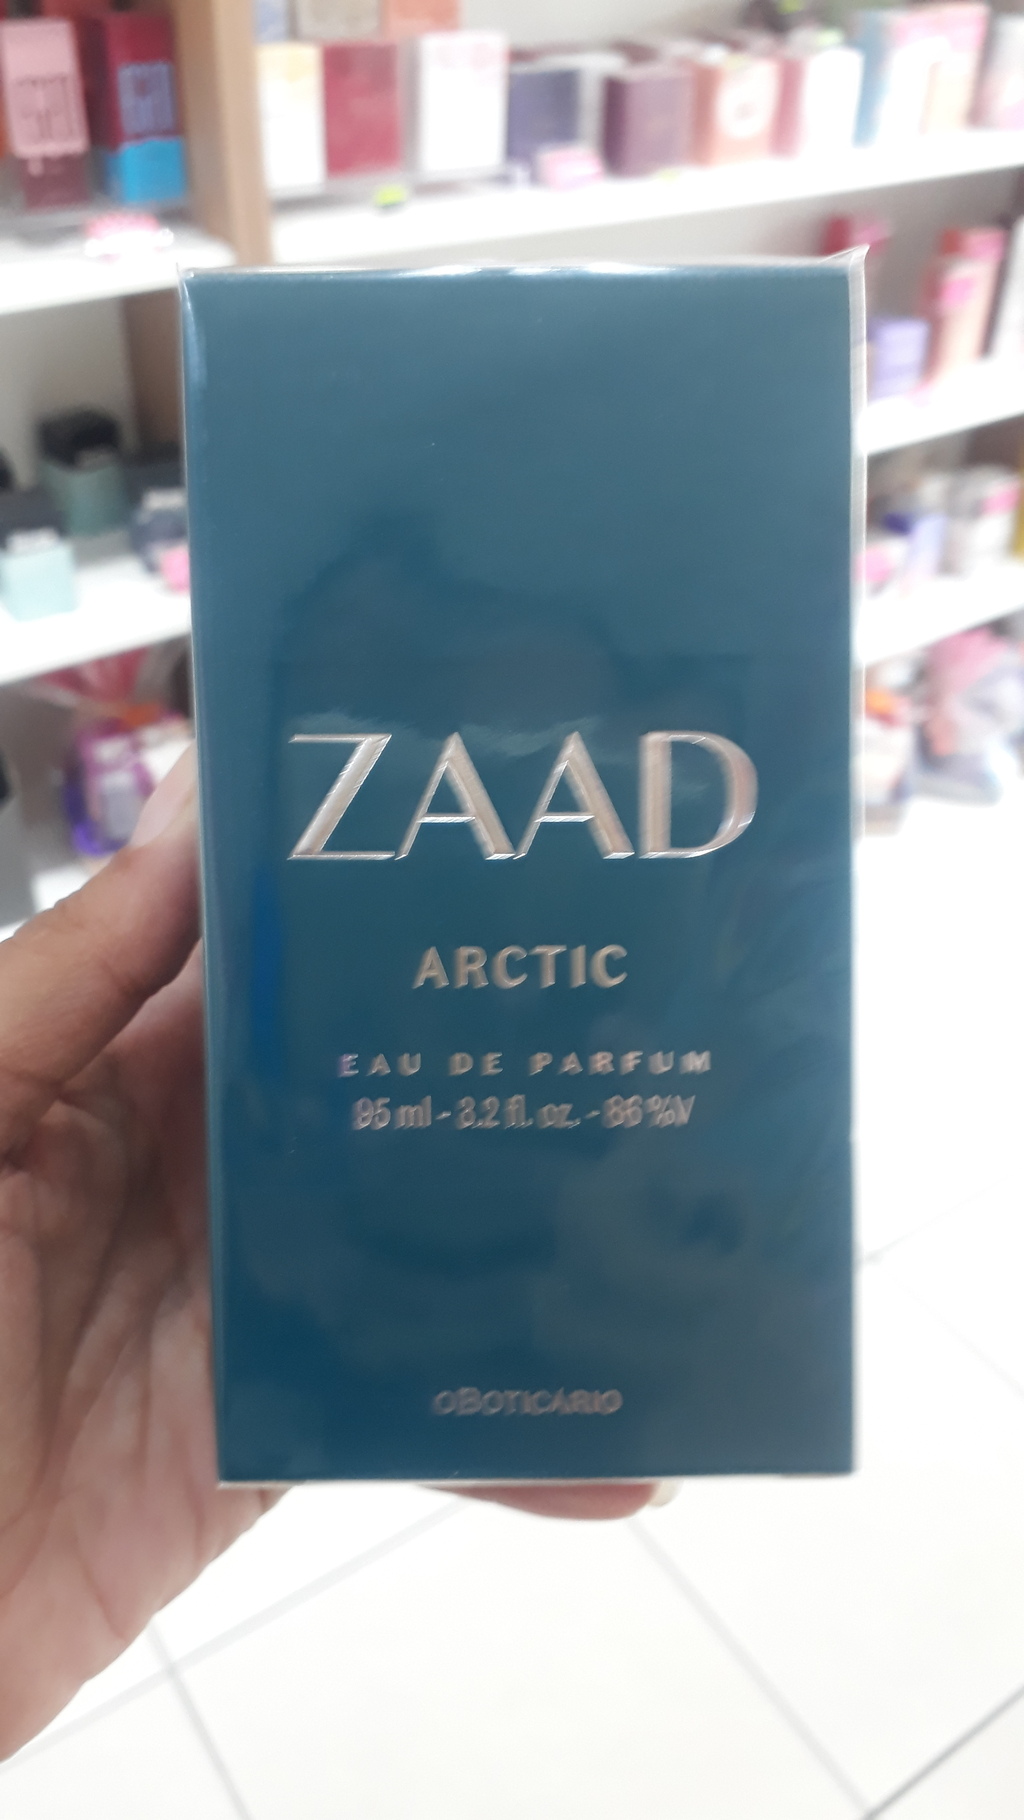 ZAAD
ARCTIC
EAU DE PARFUM
95 ml - 3.2 fl. oz. - 86 %V
oBOTICÁRIO